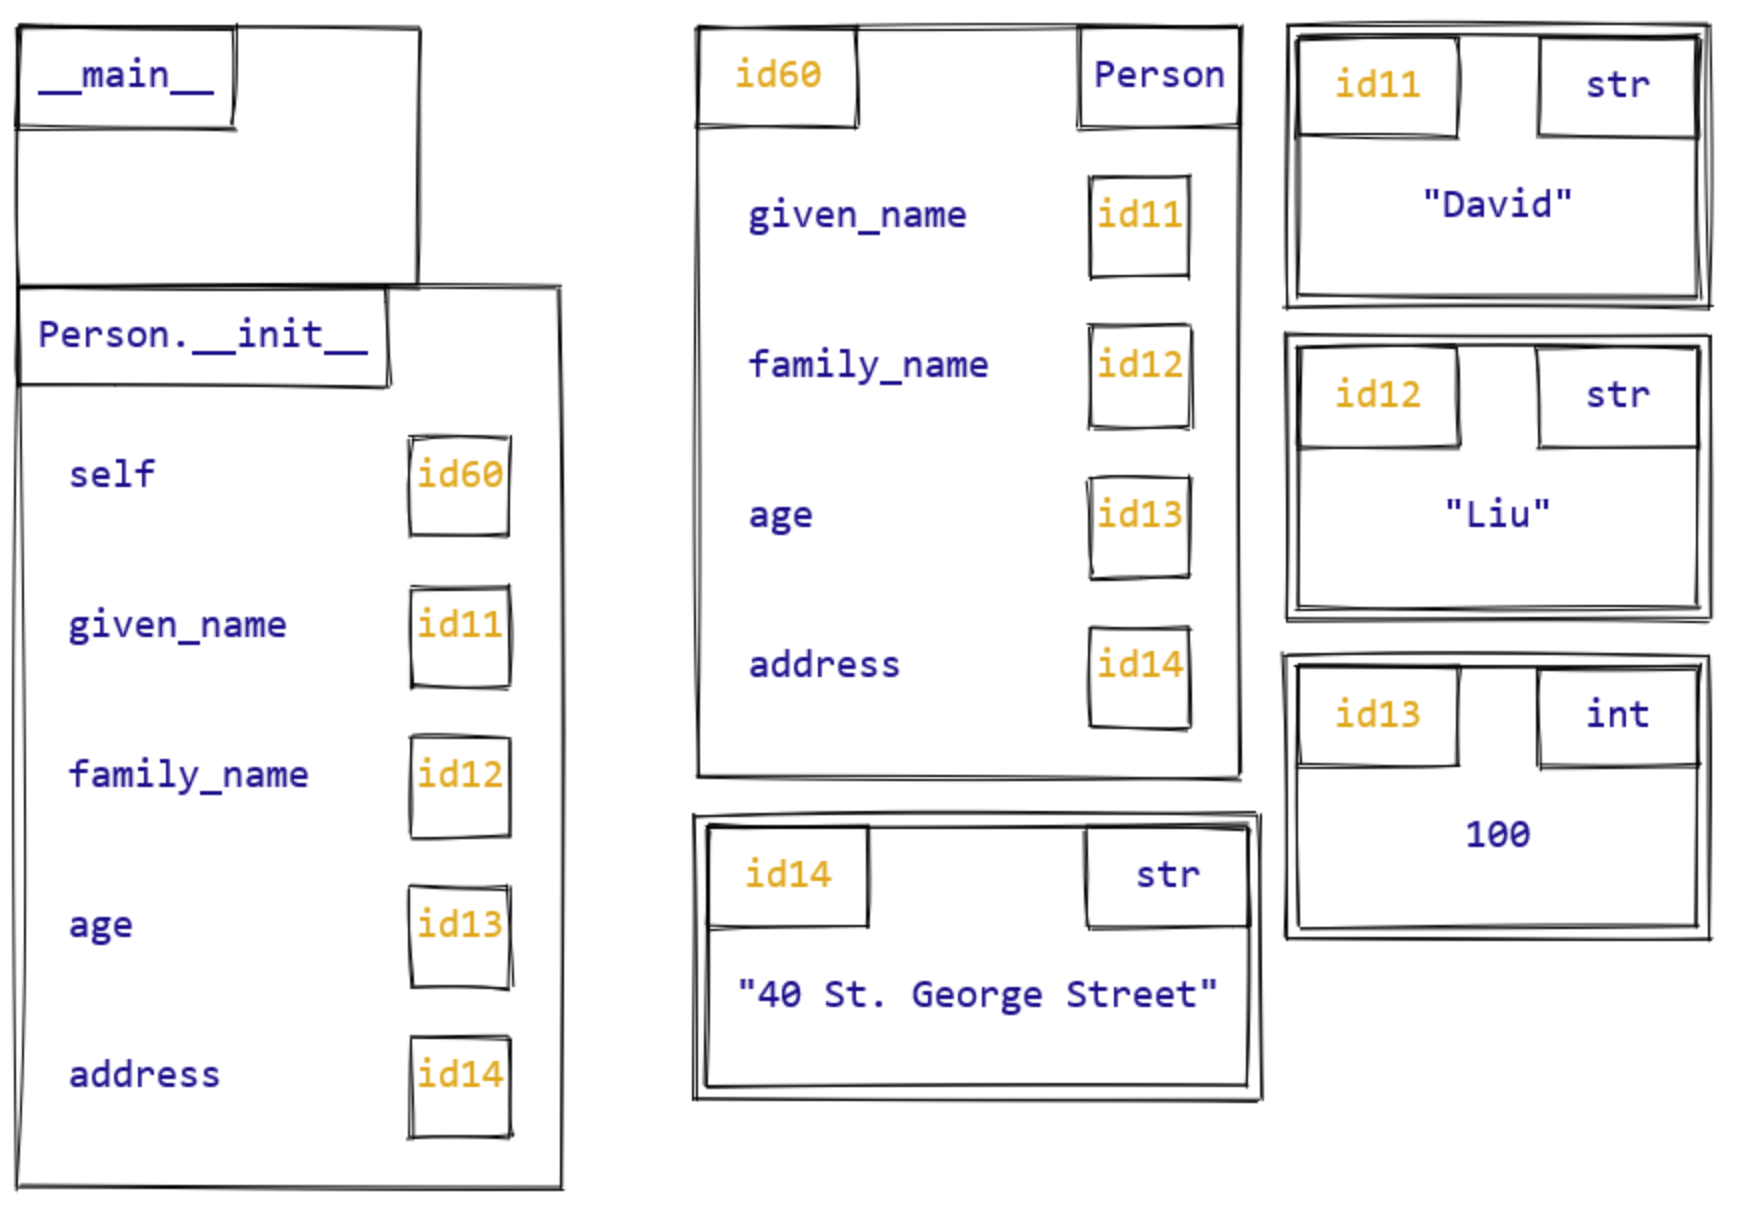 __main__
Person.__init__
self id60
given_name id11
family_name id12
age id13
address id14
id60 Person
given_name id11
family_name id12
age id13
address id14
id14 str
"40 St. George Street"
id11 str
"David"
id12 str
"Liu"
id13 int
100